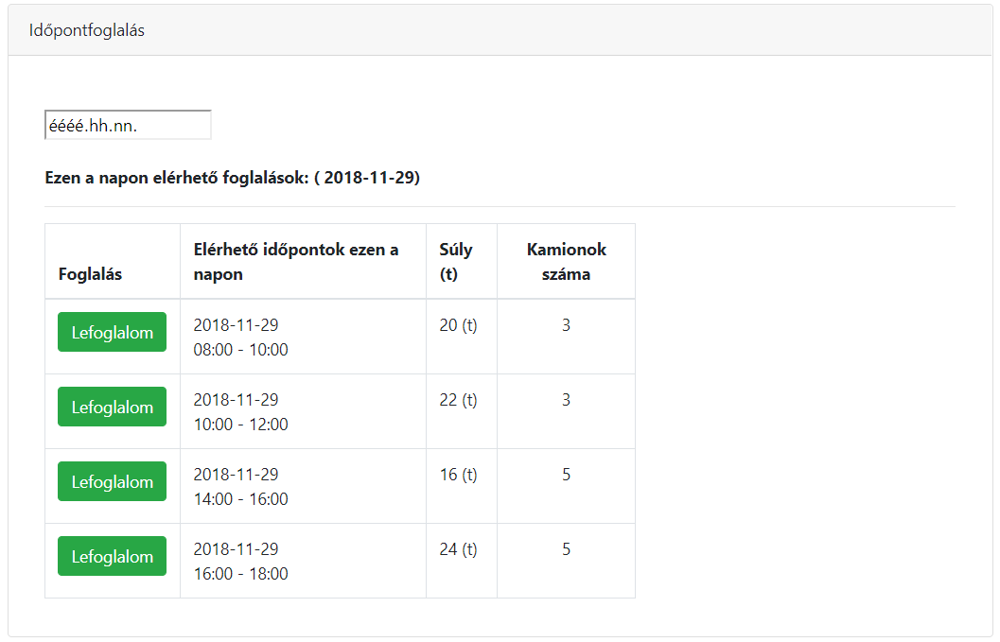 Időpontfoglalás
éééé.hh.nn.
Ezen a napon elérhető foglalások: ( 2018-11-29)
Foglalás
Elérhető időpontok ezen a
napon
Súly
(t)
Kamionok
száma
Lefoglalom
2018-11-29
08:00 - 10:00
20 (t)
3
Lefoglalom
2018-11-29
10:00 - 12:00
22 (t)
3
Lefoglalom
2018-11-29
14:00 - 16:00
16 (t)
5
Lefoglalom
2018-11-29
16:00 - 18:00
24 (t)
5